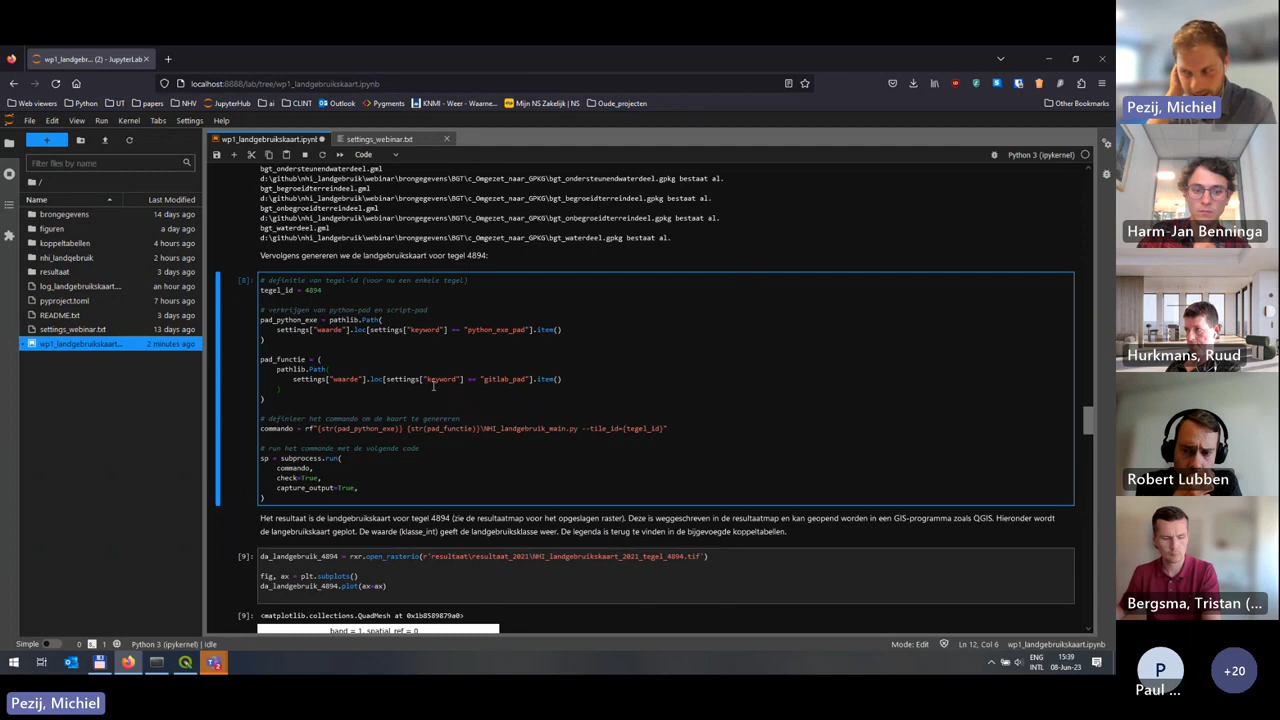 wp1_landgebr... (2) - JupyterLab
localhost:8888/lab/tree/wp1_landgebruikskaart.ipynb
Web viewers Python UT papers NHV JupyterHub ai CLINT Outlook Pygments KNMI - Weer - Waarne... Mijn NS Zakelijk | NS Oude_projecten Other Bookmarks
File Edit View Run Kernel Tabs Settings Help
wp1_landgebruikskaart.ipynb settings_webinar.txt
Code Python 3 (ipykernel)
Filter files by name
/
Name Last Modified
brongegevens 14 days ago
figuren a day ago
koppeltabellen 4 hours ago
nhi_landgebruik 6 hours ago
resultaat 3 hours ago
log_landgebruikskaart.... an hour ago
pyproject.toml 7 hours ago
README.txt 6 hours ago
settings_webinar.txt 13 days ago
wp1_landgebruikskaart... 2 minutes ago
bgt_ondersteunendwaterdeel.gml
d:\github\nhi_landgebruik\webinar\brongegevens\BGT\c_Omgezet_naar_GPKG\bgt_ondersteunendwaterdeel.gpkg bestaat al.
bgt_begroeidterreindeel.gml
d:\github\nhi_landgebruik\webinar\brongegevens\BGT\c_Omgezet_naar_GPKG\bgt_begroeidterreindeel.gpkg bestaat al.
bgt_onbegroeidterreindeel.gml
d:\github\nhi_landgebruik\webinar\brongegevens\BGT\c_Omgezet_naar_GPKG\bgt_onbegroeidterreindeel.gpkg bestaat al.
bgt_waterdeel.gml
d:\github\nhi_landgebruik\webinar\brongegevens\BGT\c_Omgezet_naar_GPKG\bgt_waterdeel.gpkg bestaat al.
Vervolgens genereren we de landgebruikskaart voor tegel 4894:
[8]:
# definitie van tegel-id (voor nu een enkele tegel)
tegel_id = 4894
# verkrijgen van python-pad en script-pad
pad_python_exe = pathlib.Path(
settings["waarde"].loc[settings["keyword"] == "python_exe_pad"].item()
)
pad_functie = (
pathlib.Path(
settings["waarde"].loc[settings["keyword"] == "gitlab_pad"].item()
)
)
# definieer het commando om de kaart te genereren
commando = rf"{str(pad_python_exe)} {str(pad_functie)}\NHI_landgebruik_main.py --tile_id={tegel_id}"
# run het commande met de volgende code
sp = subprocess.run(
commando,
check=True,
capture_output=True,
)
Het resultaat is de landgebruikskaart voor tegel 4894 (zie de resultaatmap voor het opgeslagen raster). Deze is weggeschreven in de resultaatmap en kan geopend worden in een GIS-programma zoals QGIS. Hieronder wordt
de langebruikskaart geplot. De waarde (klasse_int) geeft de landgebruiksklasse weer. De legenda is terug te vinden in de bijgevoegde koppeltabellen.
[9]:
da_landgebruik_4894 = rxr.open_rasterio(r'resultaat\resultaat_2021\NHI_landgebruikskaart_2021_tegel_4894.tif')
fig, ax = plt.subplots()
da_landgebruik_4894.plot(ax=ax)
[9]: <matplotlib.collections.QuadMesh at 0x1b8589879a0>
band = 1, spatial_ref = 0
Simple 0 Python 3 (ipykernel) | Idle Mode: Edit Ln 12, Col 6 wp1_landgebruikskaart.ipynb
ENG 15:39
INTL 08-Jun-23
Pezij, Michiel
Pezij, Michiel
Harm-Jan Benninga
Hurkmans, Ruud
Robert Lubben
Bergsma, Tristan (...
P
Paul ...
+20